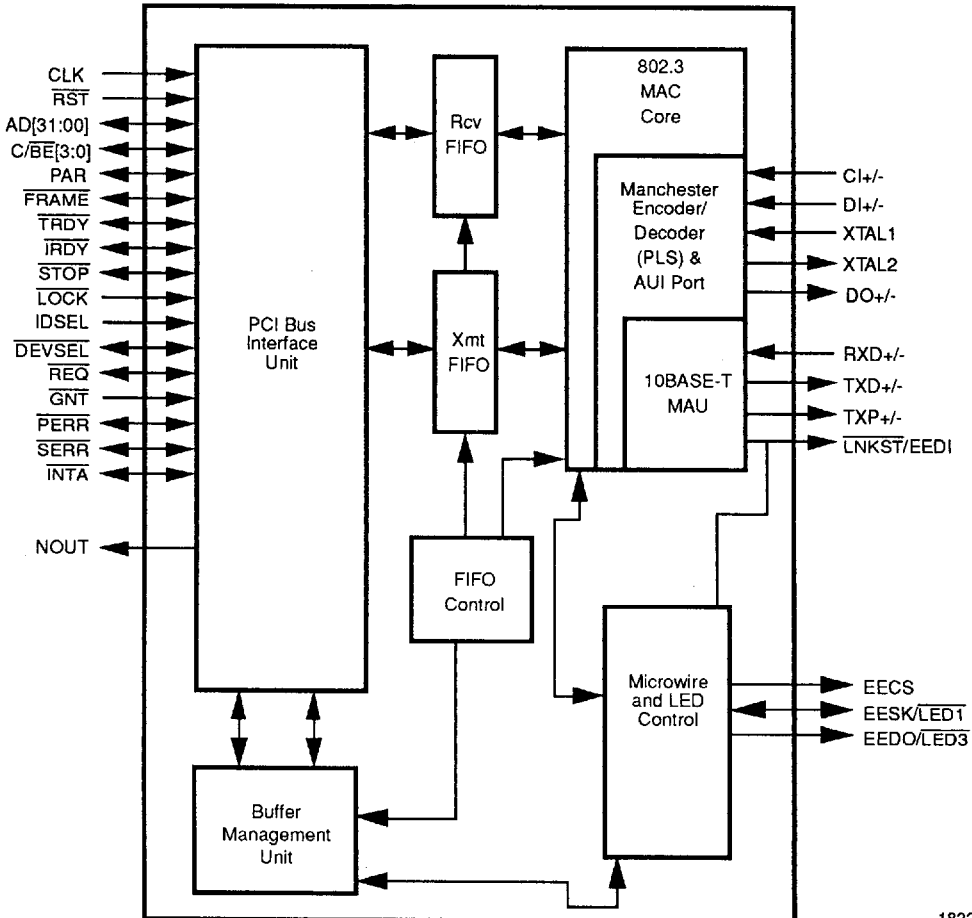 CLK
RST
AD[31:00]
C/BE[3:0]
PAR
FRAME
TRDY
IRDY
STOP
LOCK
IDSEL
DEVSEL
REQ
GNT
PERR
SERR
INTA
NOUT
PCI Bus
Interface
Unit
Rcv
FIFO
Xmt
FIFO
FIFO
Control
Buffer
Management
Unit
802.3
MAC
Core
Manchester
Encoder/
Decoder
(PLS) &
AUI Port
10BASE-T
MAU
Microwire
and LED
Control
CI+/-
DI+/-
XTAL1
XTAL2
DO+/-
RXD+/-
TXD+/-
TXP+/-
LNKST/EEDI
EECS
EESK/LED1
EEDO/LED3